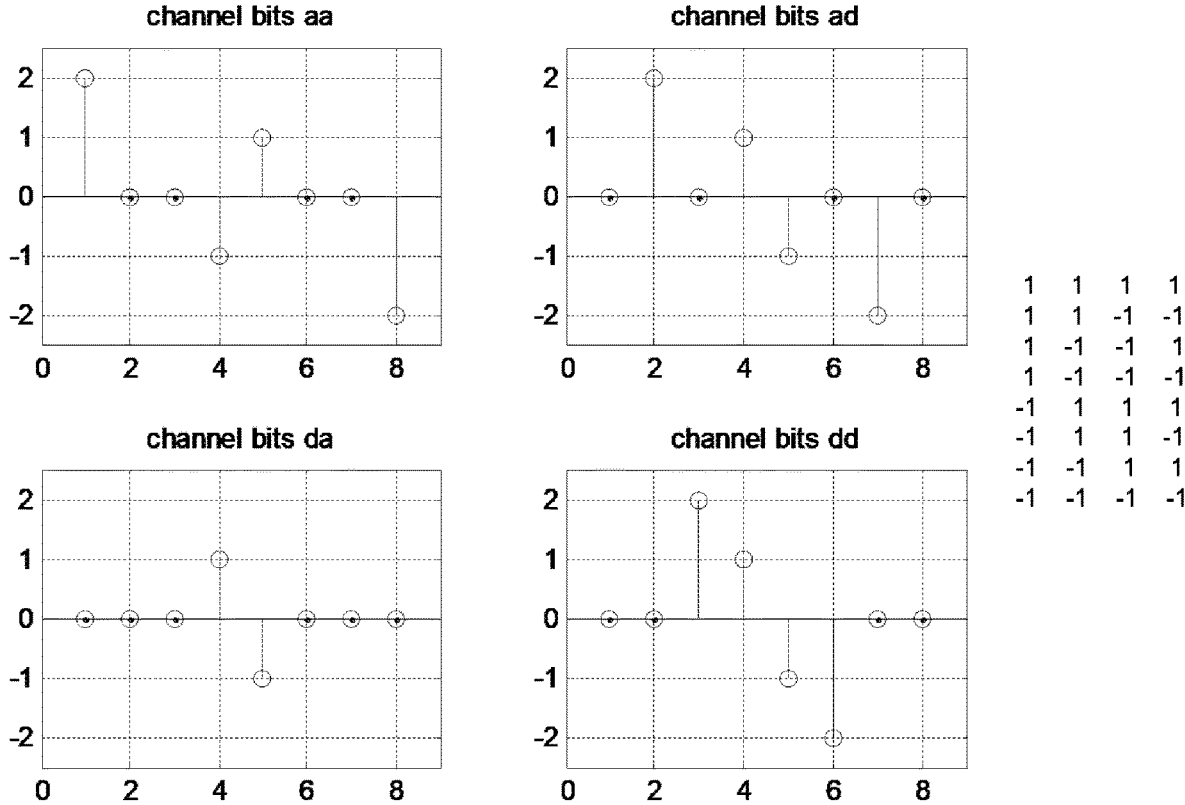 channel bits aa
2
1
0
-1
-2
0 2 4 6 8
channel bits ad
2
1
0
-1
-2
0 2 4 6 8
channel bits da
2
1
0
-1
-2
0 2 4 6 8
channel bits dd
2
1
0
-1
-2
0 2 4 6 8
1 1 1 1
1 1 -1 -1
1 -1 -1 1
1 -1 -1 -1
-1 1 1 1
-1 1 1 -1
-1 -1 1 1
-1 -1 -1 -1